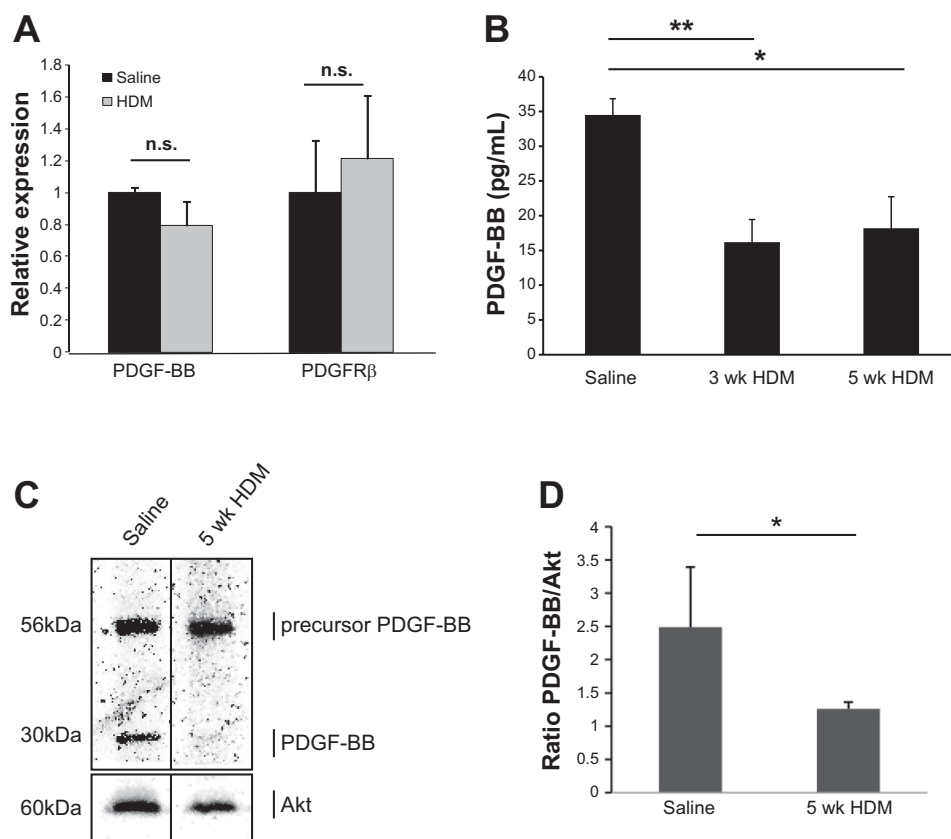 A
1.8
1.6
1.4
1.2
1
0.8
0.6
0.4
0.2
0
Relative expression
Saline
HDM
n.s.
n.s.
PDGF-BB
PDGFRβ
B
**
*
40
35
30
25
20
15
10
5
0
PDGF-BB (pg/mL)
Saline
3 wk HDM
5 wk HDM
C
Saline
5 wk HDM
56kDa
precursor PDGF-BB
30kDa
PDGF-BB
60kDa
Akt
D
*
4
3.5
3
2.5
2
1.5
1
0.5
0
Ratio PDGF-BB/Akt
Saline
5 wk HDM